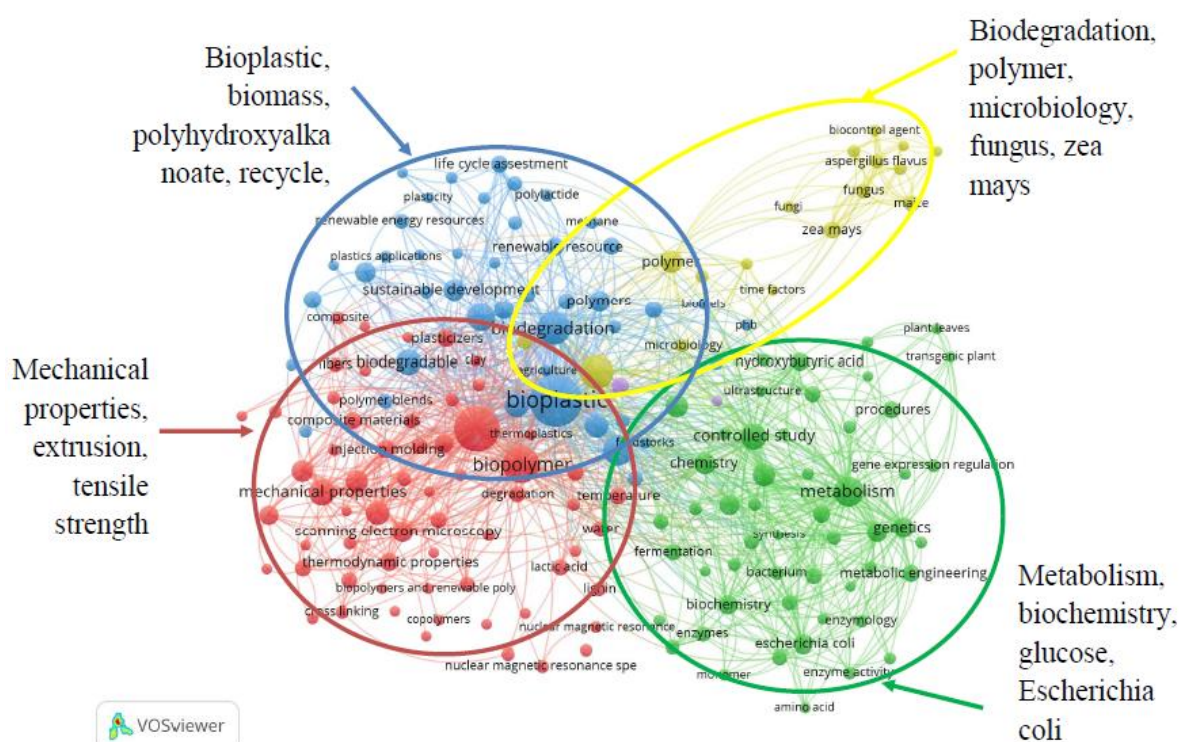 Bioplastic,
biomass,
polyhydroxyalka
noate, recycle,
Biodegradation,
polymer,
microbiology,
fungus, zea
mays
Mechanical
properties,
extrusion,
tensile
strength
Metabolism,
biochemistry,
glucose,
Escherichia
coli
life cycle assestment
plasticity
polylactide
renewable energy resources
methane
renewable resource
plastics applications
sustainable development
polymers
composite
biodegradation
plasticizers
fibers
biodegradable
clay
agriculture
polymer blends
bioplastic
composite materials
thermoplastics
feedstorks
injection molding
biopolymer
mechanical properties
degradation
temperature
scanning electron microscopy
water
thermodynamic properties
lactic acid
biopolymers and renewable poly
lignin
cross linking
copolymers
nuclear magnetic resonance
nuclear magnetic resonance spe
biocontrol agent
aspergillus flavus
fungus
maize
fungi
zea mays
polyme
time factors
biofuels
phb
microbiology
plant leaves
hydroxybutyric acid
transgenic plant
ultrastructure
procedures
controlled study
chemistry
gene expression regulation
metabolism
genetics
synthesis
fermentation
bacterium
metabolic engineering
biochemistry
enzymology
enzymes
escherichia coli
monomer
enzyme activity
amino acid
VOSviewer